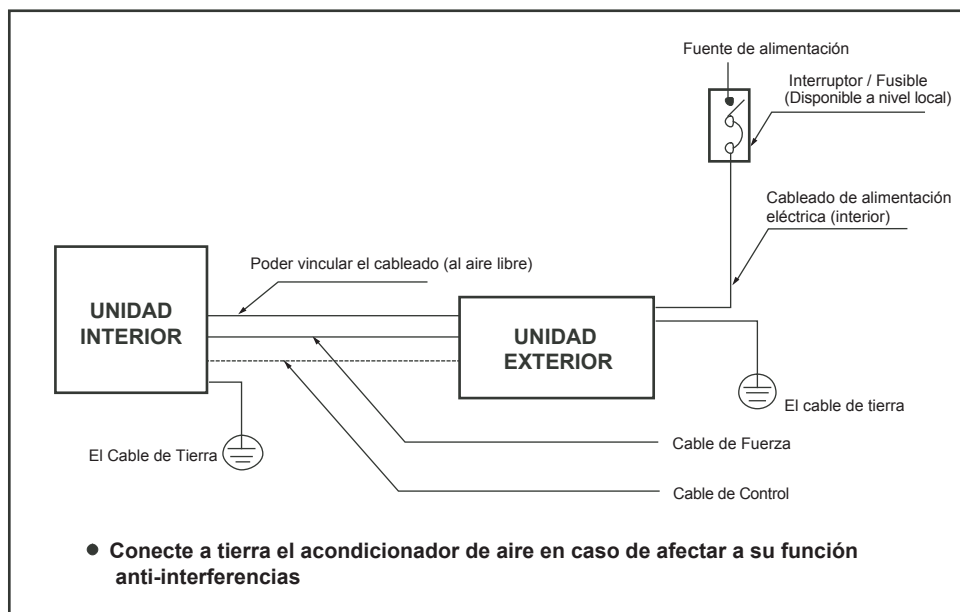 Fuente de alimentación
Interruptor / Fusible
(Disponible a nivel local)
Cableado de alimentación
eléctrica (interior)
Poder vincular el cableado (al aire libre)
UNIDAD
INTERIOR
UNIDAD
EXTERIOR
El cable de tierra
El Cable de Tierra
Cable de Fuerza
Cable de Control
● Conecte a tierra el acondicionador de aire en caso de afectar a su función
anti-interferencias